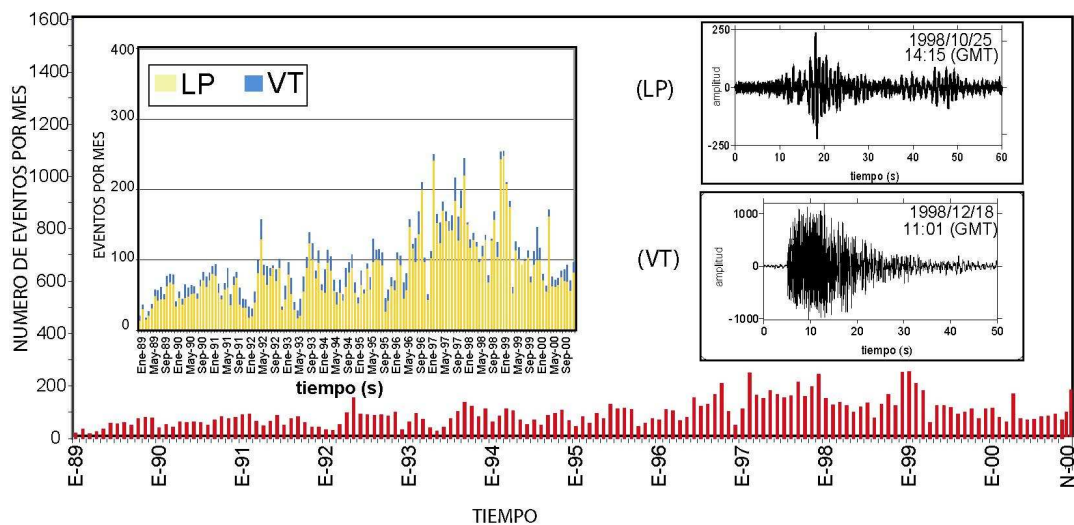 NUMERO DE EVENTOS POR MES
1600
1400
1200
1000
800
600
400
200
0
E-89
E-90
E-91
E-92
E-93
E-94
E-95
E-96
E-97
E-98
E-99
E-00
N-00
TIEMPO
EVENTOS POR MES
400
300
200
100
0
LP
VT
Ene-89
May-89
Sep-89
Ene-90
May-90
Sep-90
Ene-91
May-91
Sep-91
Ene-92
May-92
Sep-92
Ene-93
May-93
Sep-93
Ene-94
May-94
Sep-94
Ene-95
May-95
Sep-95
Ene-96
May-96
Sep-96
Ene-97
May-97
Sep-97
Ene-98
May-98
Sep-98
Ene-99
May-99
Sep-99
Ene-00
May-00
Sep-00
tiempo (s)
(LP)
amplitud
250
0
-250
1998/10/25
14:15 (GMT)
0 10 20 30 40 50 60
tiempo (s)
(VT)
amplitud
1000
0
-1000
1998/12/18
11:01 (GMT)
0 10 20 30 40 50
tiempo (s)